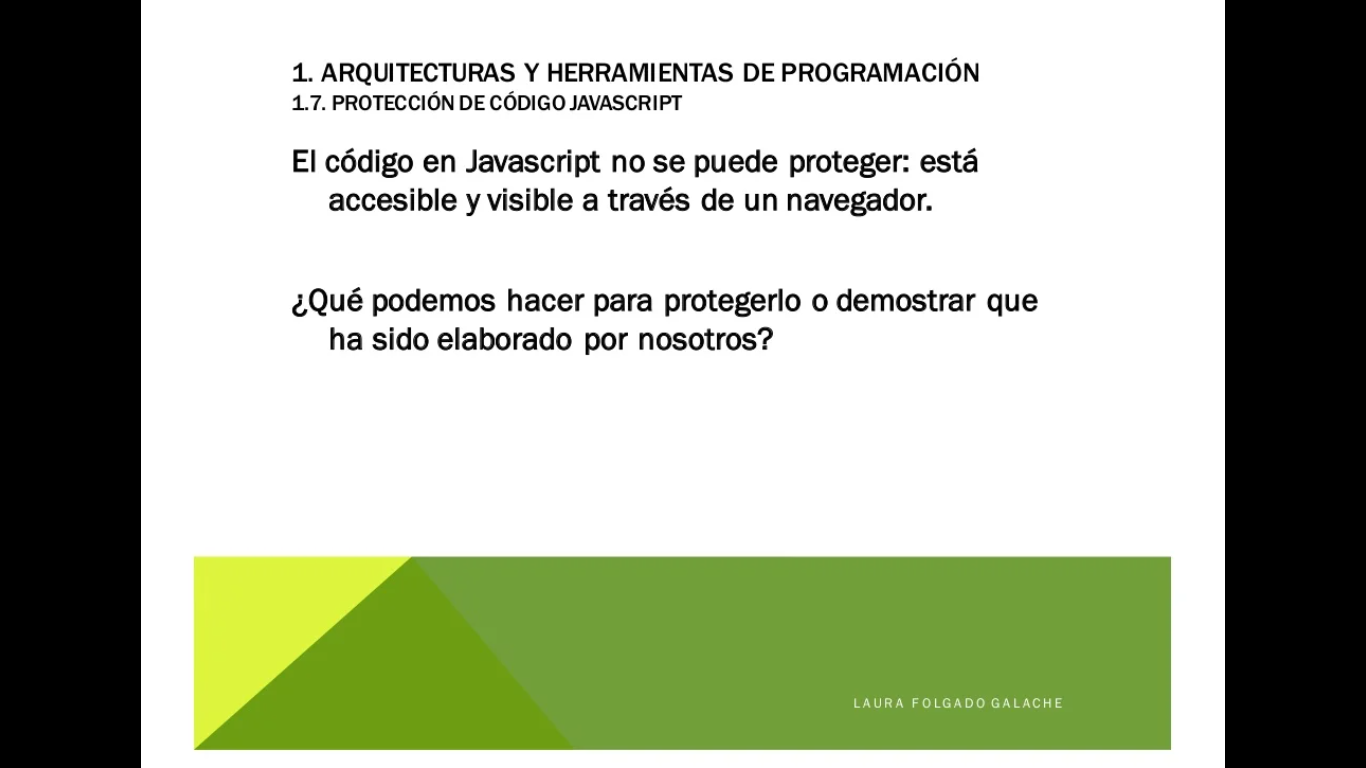 1. ARQUITECTURAS Y HERRAMIENTAS DE PROGRAMACIÓN
1.7. PROTECCIÓN DE CÓDIGO JAVASCRIPT
El código en Javascript no se puede proteger: está
accesible y visible a través de un navegador.
¿Qué podemos hacer para protegerlo o demostrar que
ha sido elaborado por nosotros?
LAURA FOLGADO GALACHE